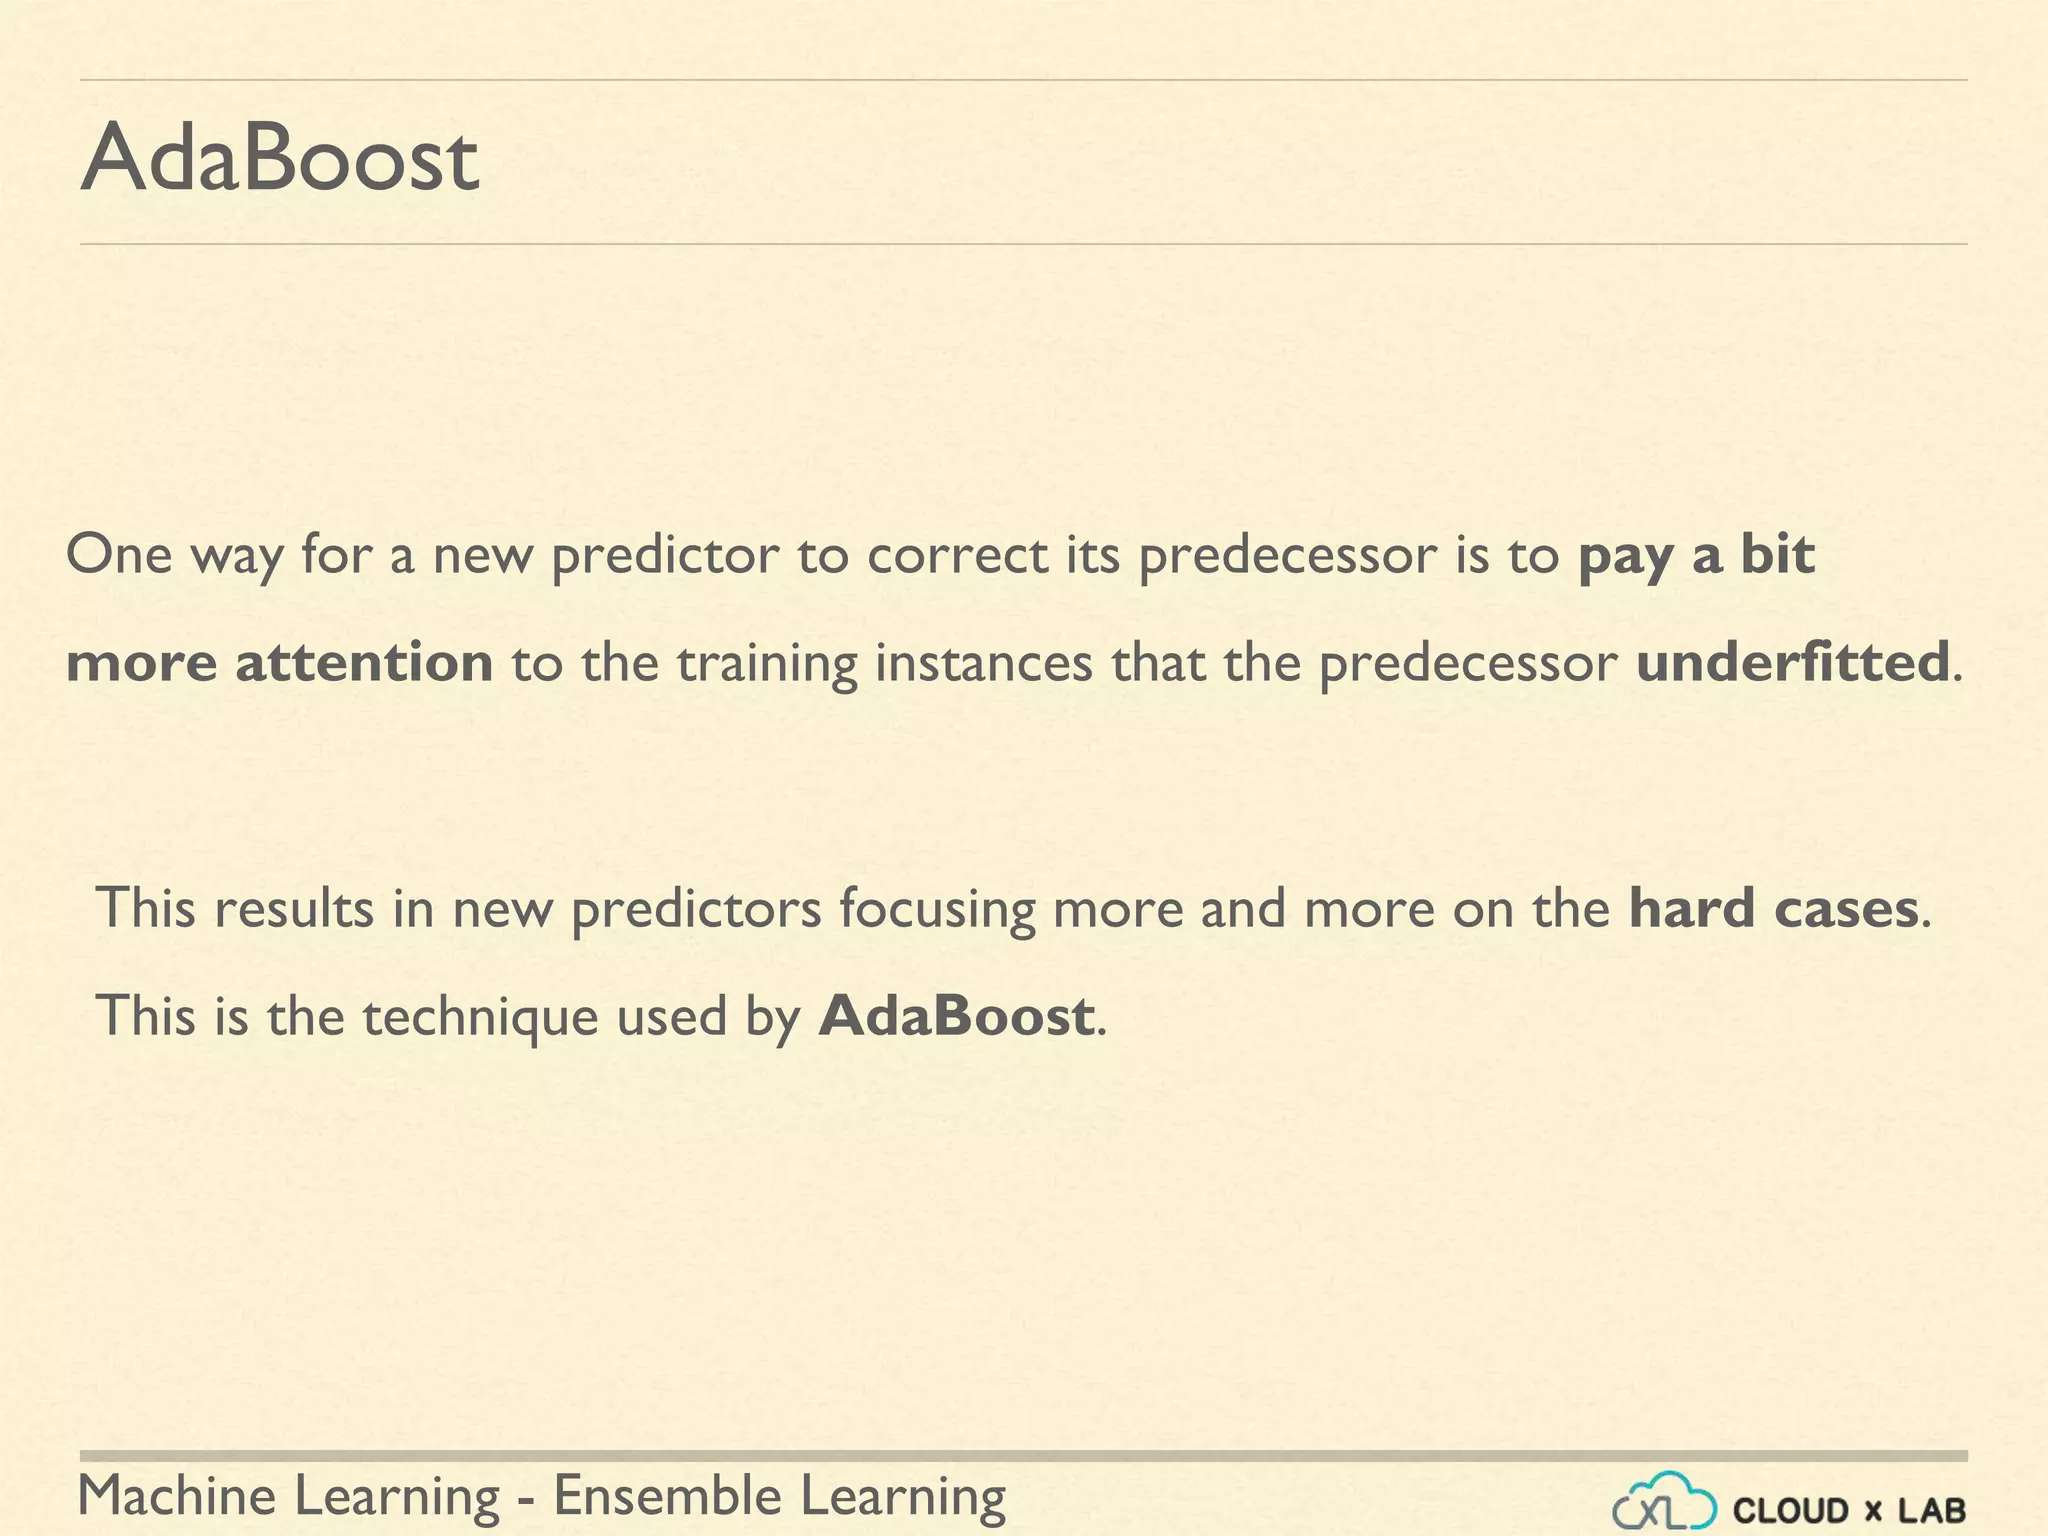 AdaBoost
One way for a new predictor to correct its predecessor is to pay a bit
more attention to the training instances that the predecessor underfitted.
This results in new predictors focusing more and more on the hard cases.
This is the technique used by AdaBoost.
Machine Learning - Ensemble Learning
CXL CLOUD x LAB